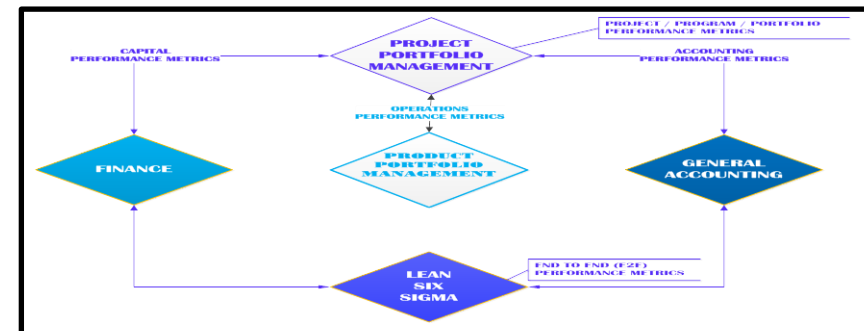 PROJECT / PROGRAM / PORTFOLIO
PERFORMANCE METRICS
PROJECT
PORTFOLIO
MANAGEMENT
CAPITAL
PERFORMANCE METRICS
ACCOUNTING
PERFORMANCE METRICS
OPERATIONS
PERFORMANCE METRICS
FINANCE
PRODUCT
PORTFOLIO
MANAGEMENT
GENERAL
ACCOUNTING
LEAN
SIX
SIGMA
END TO END (E2E)
PERFORMANCE METRICS